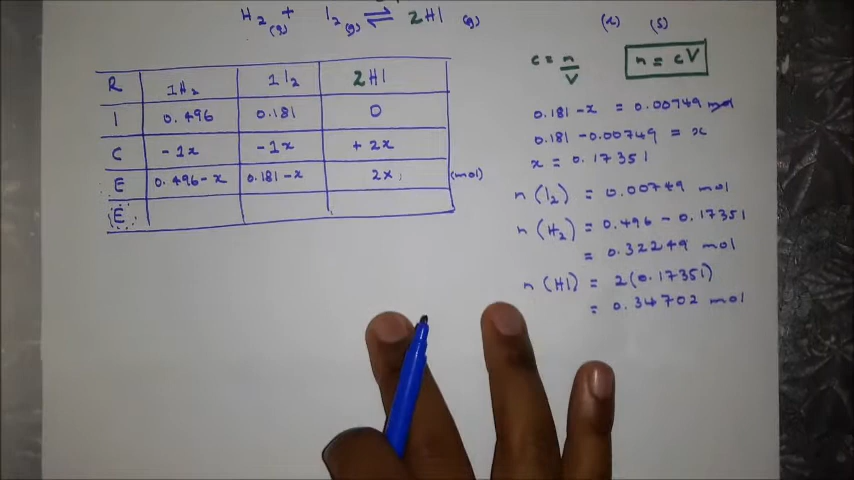 H₂ (g) + I₂ (g) ⇌ 2HI (g)
(l) (s)
R 1H₂ 1I₂ 2HI
I 0.496 0.181 0
C -1x -1x +2x
E 0.496-x 0.181-x 2x (mol)
E
c = n/V n = cV
0.181-x = 0.00749 mol
0.181-0.00749 = x
x = 0.17351
n (I₂) = 0.00749 mol
n (H₂) = 0.496 - 0.17351
= 0.32249 mol
n (HI) = 2(0.17351)
= 0.34702 mol